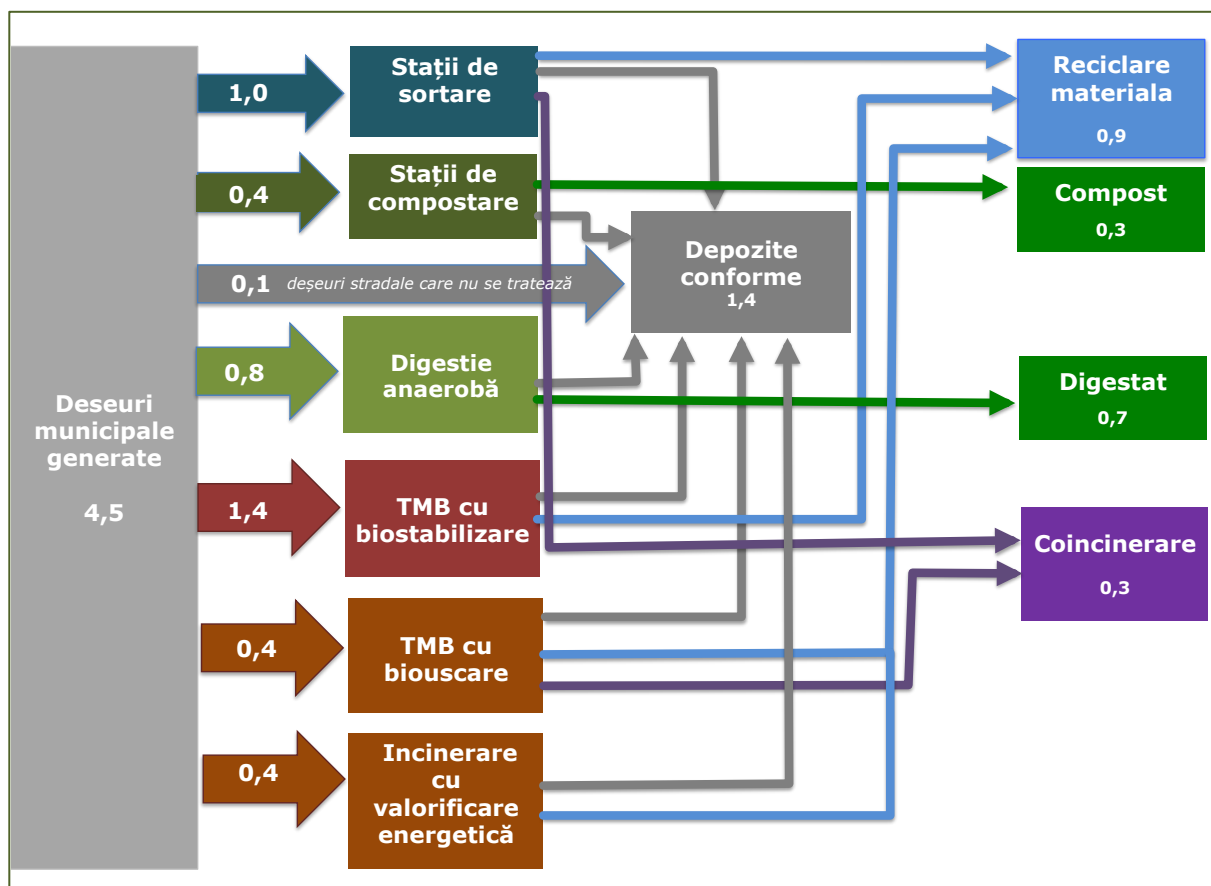 Deseuri
municipale
generate
4,5
1,0
Stații de
sortare
0,4
Stații de
compostare
0,1 deșeuri stradale care nu se tratează
0,8
Digestie
anaerobă
1,4
TMB cu
biostabilizare
0,4
TMB cu
biouscare
0,4
Incinerare
cu
valorificare
energetică
Depozite
conforme
1,4
Reciclare
materiala
0,9
Compost
0,3
Digestat
0,7
Coincinerare
0,3